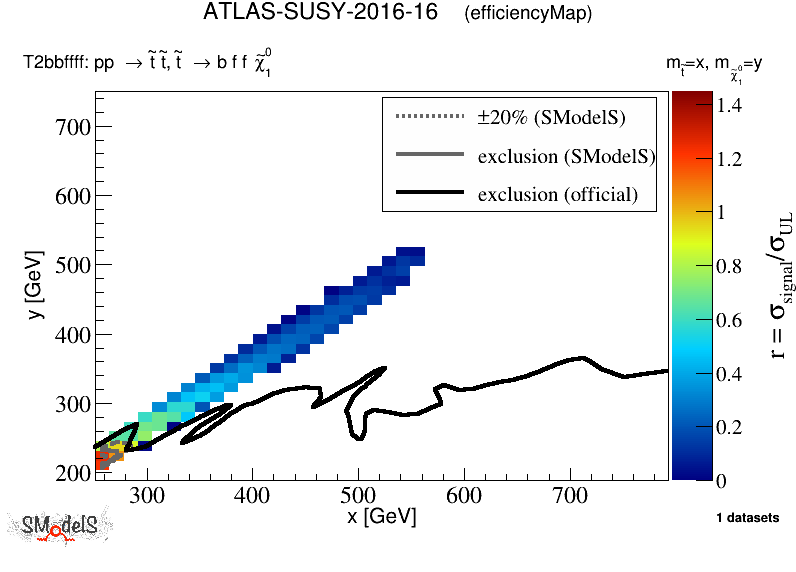 ATLAS-SUSY-2016-16 (efficiencyMap)
T2bbffff: pp → t̃ t̃, t̃ → b f f χ̃₁⁰
m_t̃=x, m_χ̃₁⁰=y
±20% (SModelS)
exclusion (SModelS)
exclusion (official)
700
600
500
400
300
200
y [GeV]
300 400 500 600 700
x [GeV]
1.4
1.2
1
0.8
0.6
0.4
0.2
0
r = σ_signal/σ_UL
SModelS
1 datasets